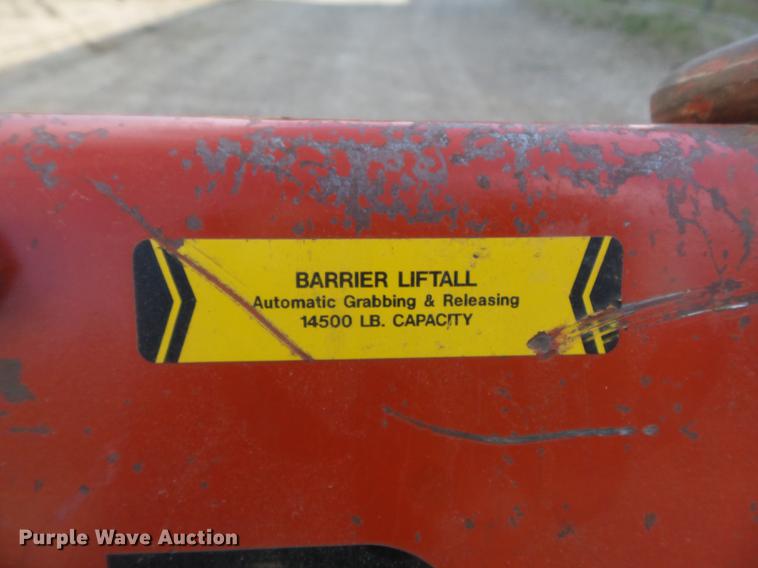 BARRIER LIFTALL
Automatic Grabbing & Releasing
14500 LB. CAPACITY
Purple Wave Auction